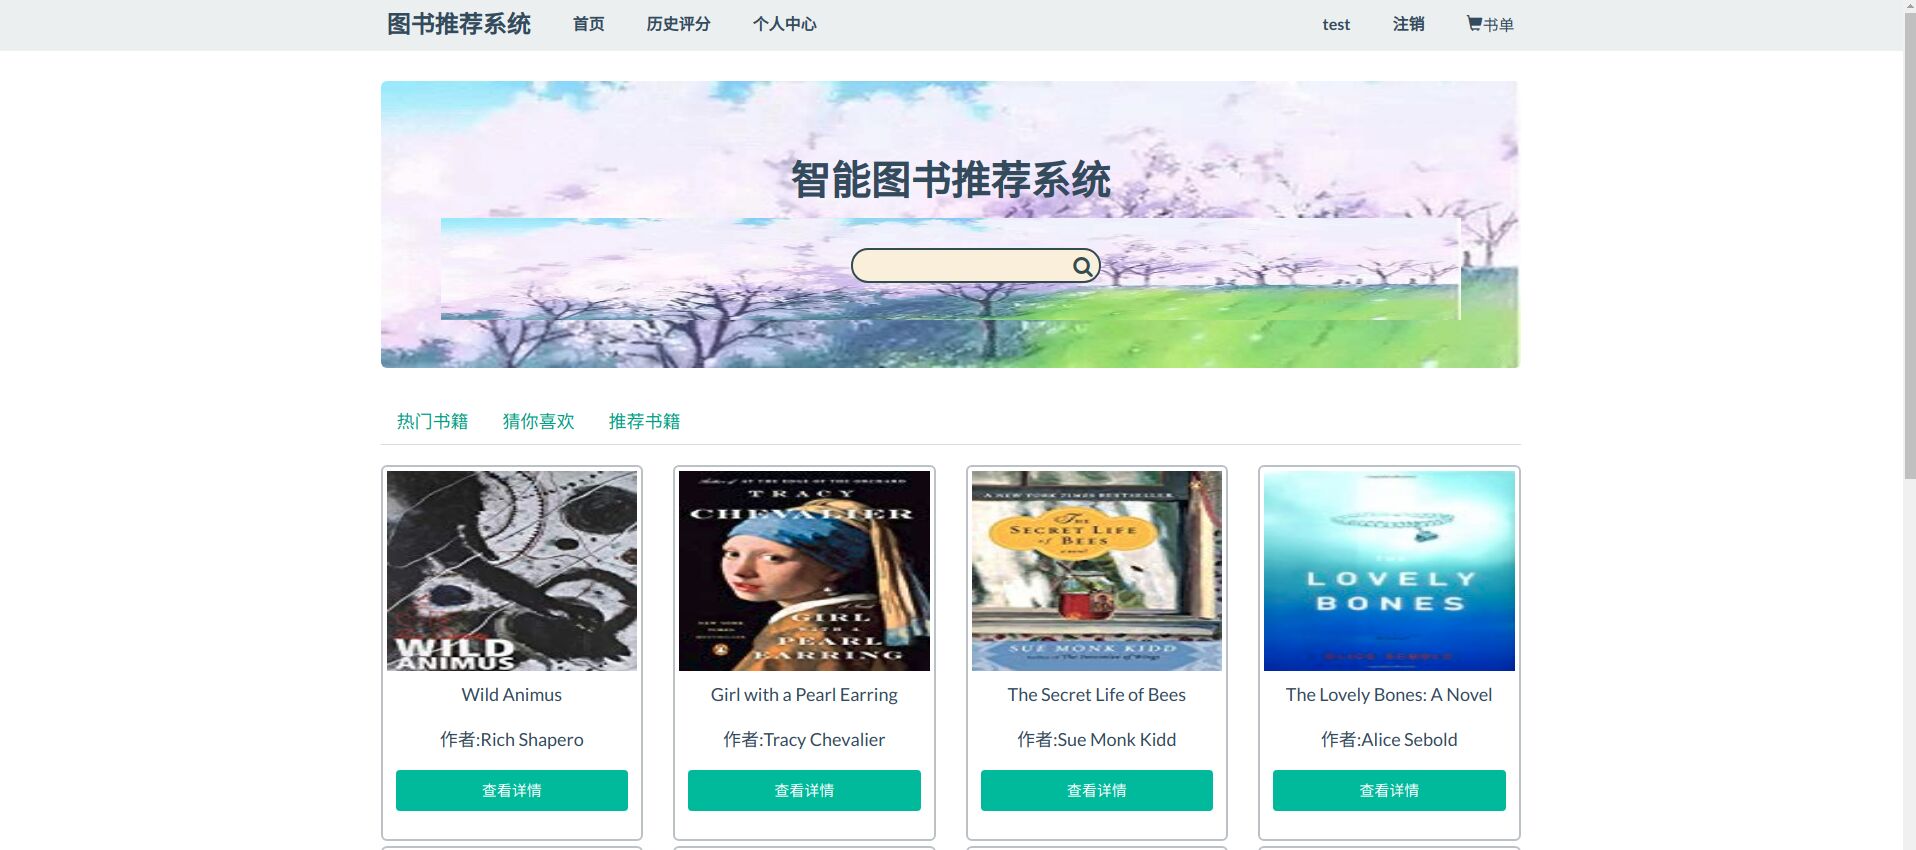 图书推荐系统 首页 历史评分 个人中心 test 注销 书单
智能图书推荐系统
热门书籍 猜你喜欢 推荐书籍
WILD
ANIMUS
AT THE EDGE OF THE ORCHARD
TRACY
CHEVALIER
GIRL
WITH A
PEARL
EARRING
A NEW YORK TIMES BESTSELLER
The
SECRET LIFE
of BEES
a novel
SUE MONK KIDD
THE
LOVELY
BONES
ALICE SEBOLD
Wild Animus
作者:Rich Shapero
查看详情
Girl with a Pearl Earring
作者:Tracy Chevalier
查看详情
The Secret Life of Bees
作者:Sue Monk Kidd
查看详情
The Lovely Bones: A Novel
作者:Alice Sebold
查看详情